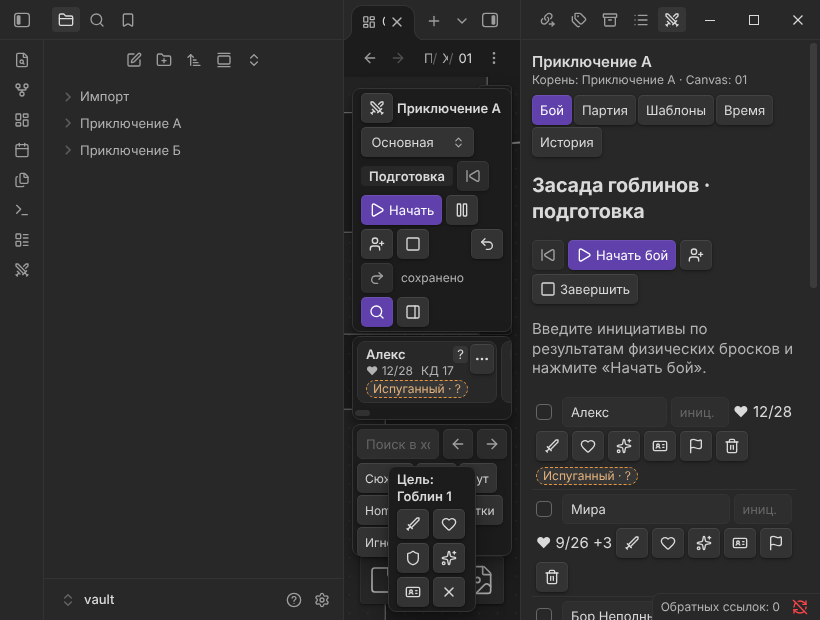 Импорт
Приключение А
Приключение Б
vault
П/
01
Приключение А
Основная
Подготовка
Начать
сохранено
Алекс
?
12/28 КД 17
Испуганный · ?
Поиск в
Цель:
Гоблин 1
Приключение А
Корень: Приключение А · Canvas: 01
Бой
Партия
Шаблоны
Время
История
Засада гоблинов ·
подготовка
Начать бой
Завершить
Введите инициативы по
результатам физических бросков и
нажмите «Начать бой».
Алекс
иниц.
12/28
Испуганный · ?
Мира
иниц.
9/26 +3
Бор Неполн
Обратных ссылок: 0